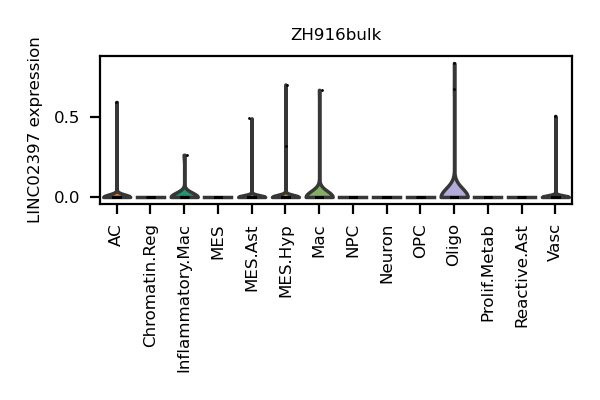 ZH916bulk
LINC02397 expression
0.5
0.0
AC
Chromatin.Reg
Inflammatory.Mac
MES
MES.Ast
MES.Hyp
Mac
NPC
Neuron
OPC
Oligo
Prolif.Metab
Reactive.Ast
Vasc